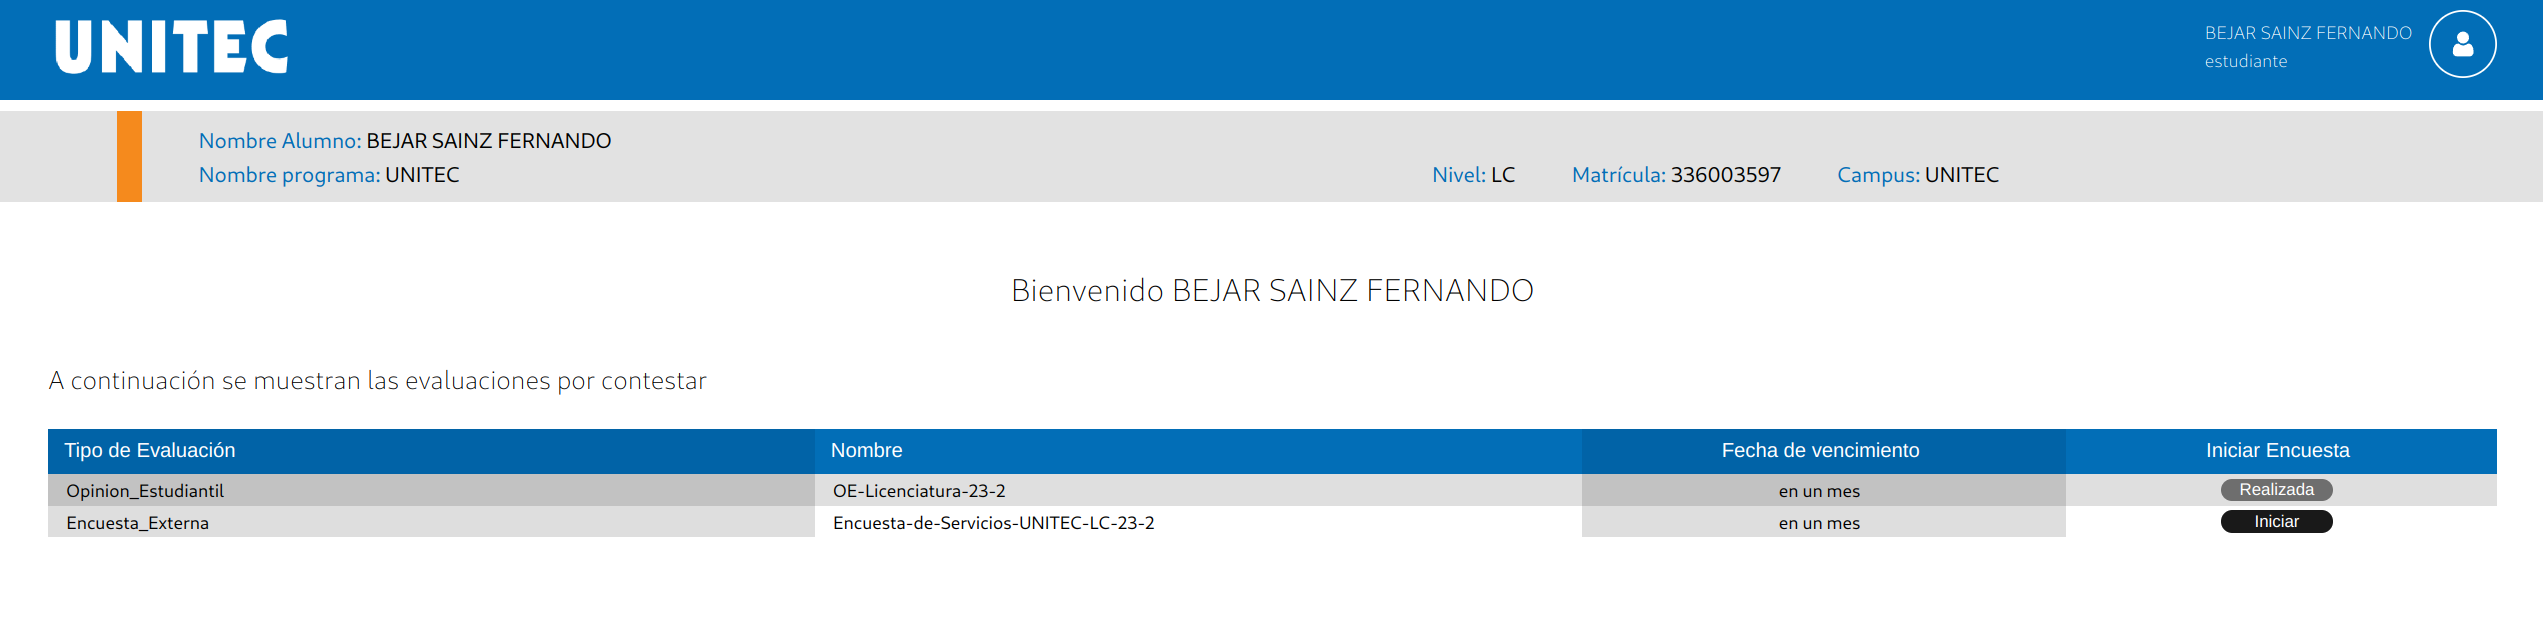 UNITEC
BEJAR SAINZ FERNANDO
estudiante
Nombre Alumno: BEJAR SAINZ FERNANDO
Nombre programa: UNITEC Nivel: LC Matrícula: 336003597 Campus: UNITEC
Bienvenido BEJAR SAINZ FERNANDO
A continuación se muestran las evaluaciones por contestar
Tipo de Evaluación Nombre Fecha de vencimiento Iniciar Encuesta
Opinion_Estudiantil OE-Licenciatura-23-2 en un mes Realizada
Encuesta_Externa Encuesta-de-Servicios-UNITEC-LC-23-2 en un mes Iniciar